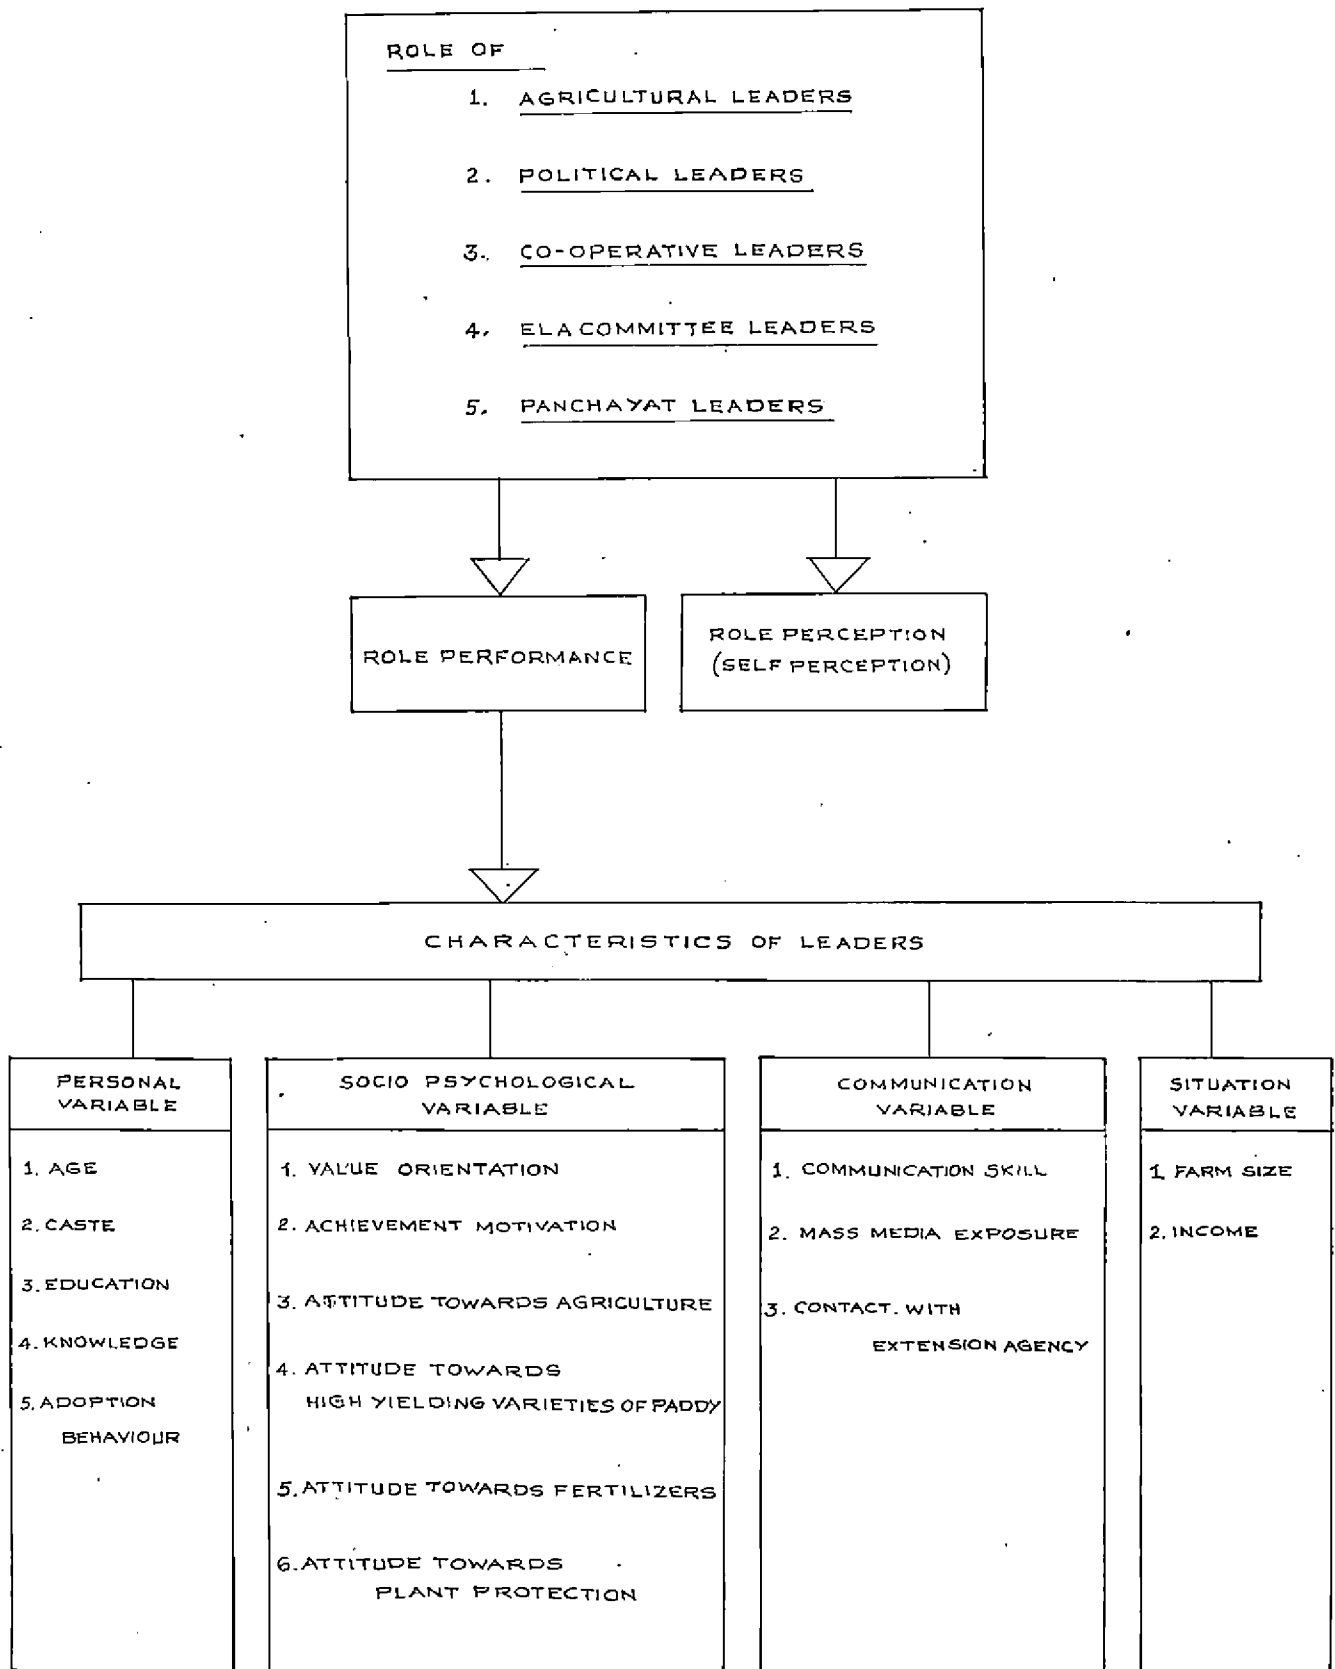 ROLE OF
1. AGRICULTURAL LEADERS
2. POLITICAL LEADERS
3. CO-OPERATIVE LEADERS
4. ELA COMMITTEE LEADERS
5. PANCHAYAT LEADERS
ROLE PERFORMANCE
ROLE PERCEPTION
(SELF PERCEPTION)
CHARACTERISTICS OF LEADERS
PERSONAL
VARIABLE
1. AGE
2. CASTE
3. EDUCATION
4. KNOWLEDGE
5. ADOPTION
BEHAVIOUR
SOCIO PSYCHOLOGICAL
VARIABLE
1. VALUE ORIENTATION
2. ACHIEVEMENT MOTIVATION
3. ATTITUDE TOWARDS AGRICULTURE
4. ATTITUDE TOWARDS
HIGH YIELDING VARIETIES OF PADDY
5. ATTITUDE TOWARDS FERTILIZERS
6. ATTITUDE TOWARDS
PLANT PROTECTION
COMMUNICATION
VARIABLE
1. COMMUNICATION SKILL
2. MASS MEDIA EXPOSURE
3. CONTACT. WITH
EXTENSION AGENCY
SITUATION
VARIABLE
1. FARM SIZE
2. INCOME